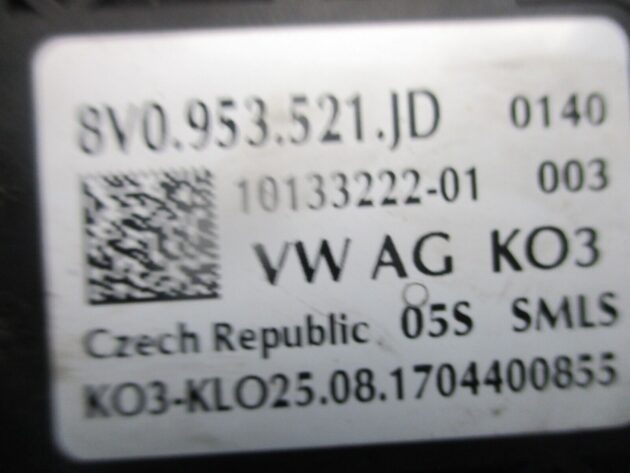 8V0.953.521.JD 0140
10133222-01 003
VW AG KO3
Czech Republic 05S SMLS
KO3-KLO25.08.1704400855